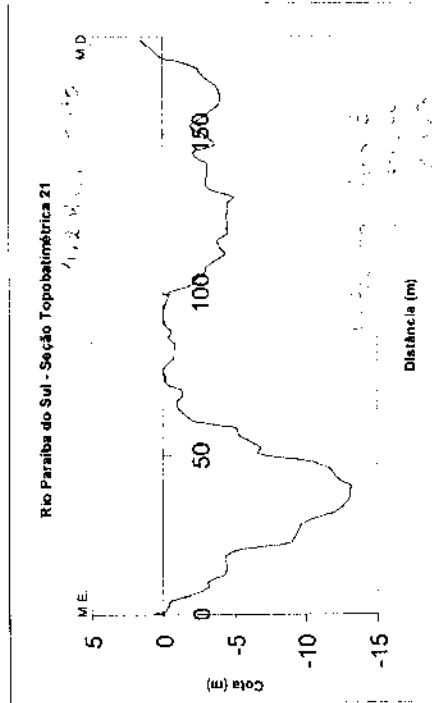 Rio Paraíba do Sul - Seção Topobatimétrica 21
M.E.
M.D
5
0
-5
-10
-15
Cota (m)
0
50
100
150
Distância (m)